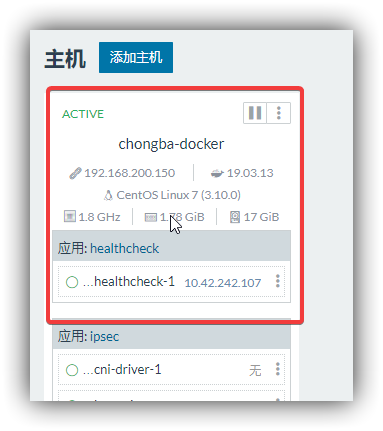 主机 添加主机
ACTIVE
chongba-docker
192.168.200.150 19.03.13
CentOS Linux 7 (3.10.0)
1.8 GHz 1.78 GiB 17 GiB
应用: healthcheck
...healthcheck-1 10.42.242.107
应用: ipsec
...cni-driver-1 无